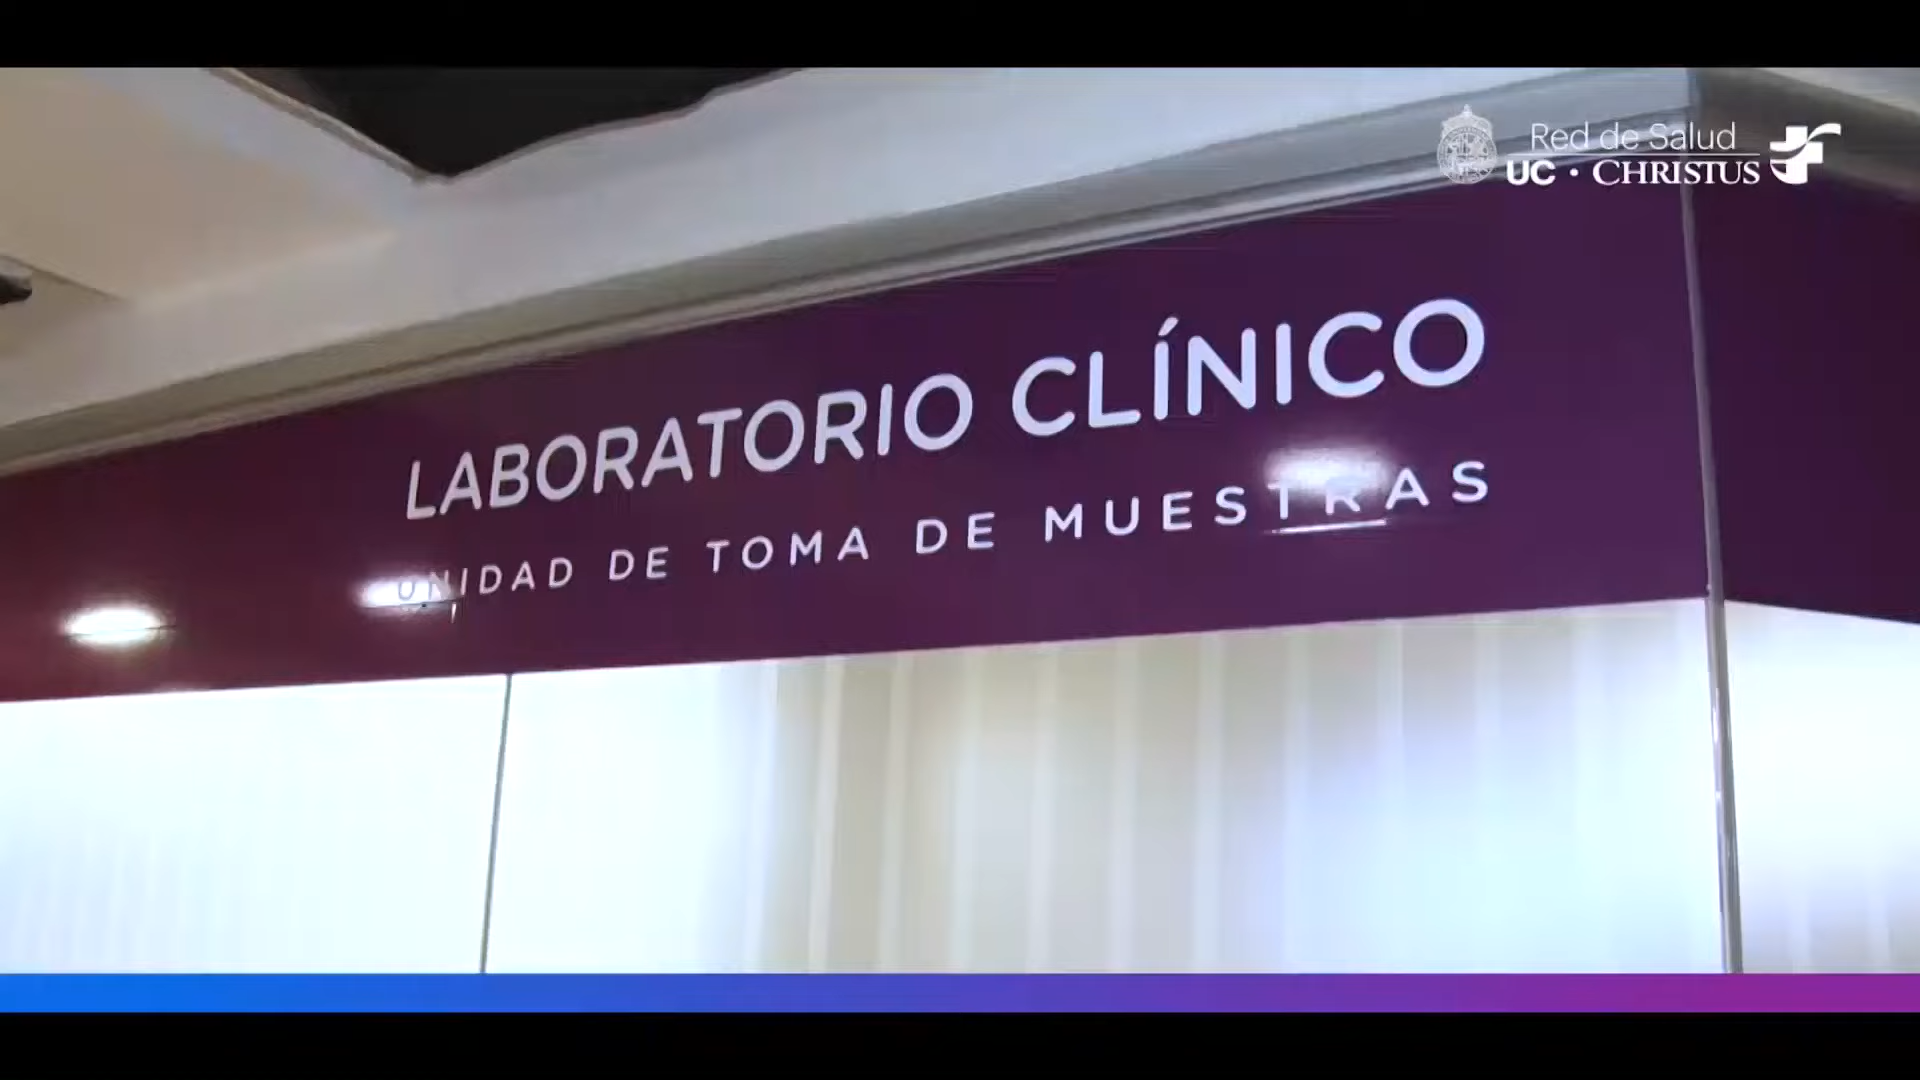 Red de Salud
UC • CHRISTUS
LABORATORIO CLÍNICO
UNIDAD DE TOMA DE MUESTRAS